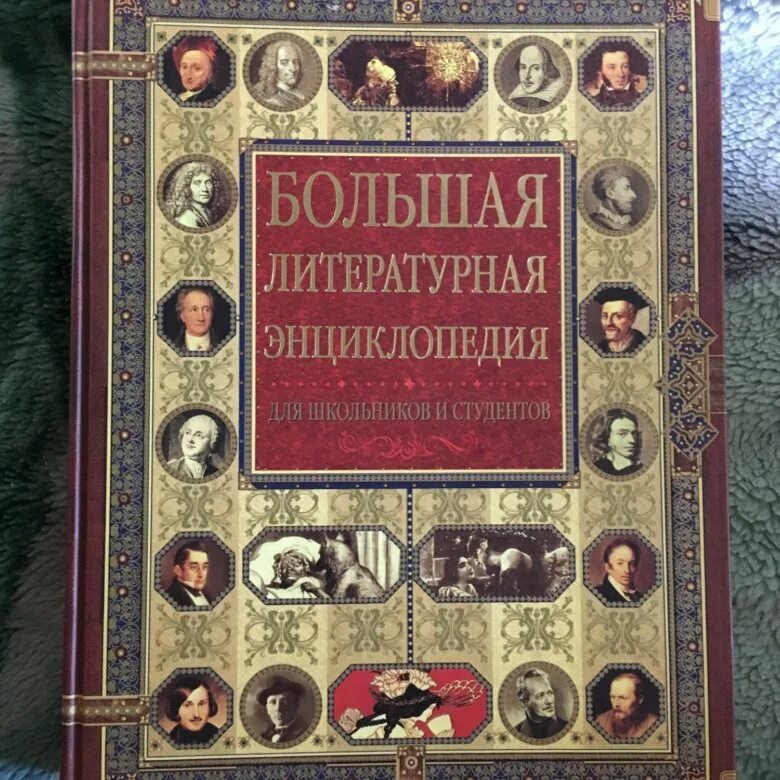 БОЛЬШАЯ
ЛИТЕРАТУРНАЯ
ЭНЦИКЛОПЕДИЯ
ДЛЯ ШКОЛЬНИКОВ И СТУДЕНТОВ